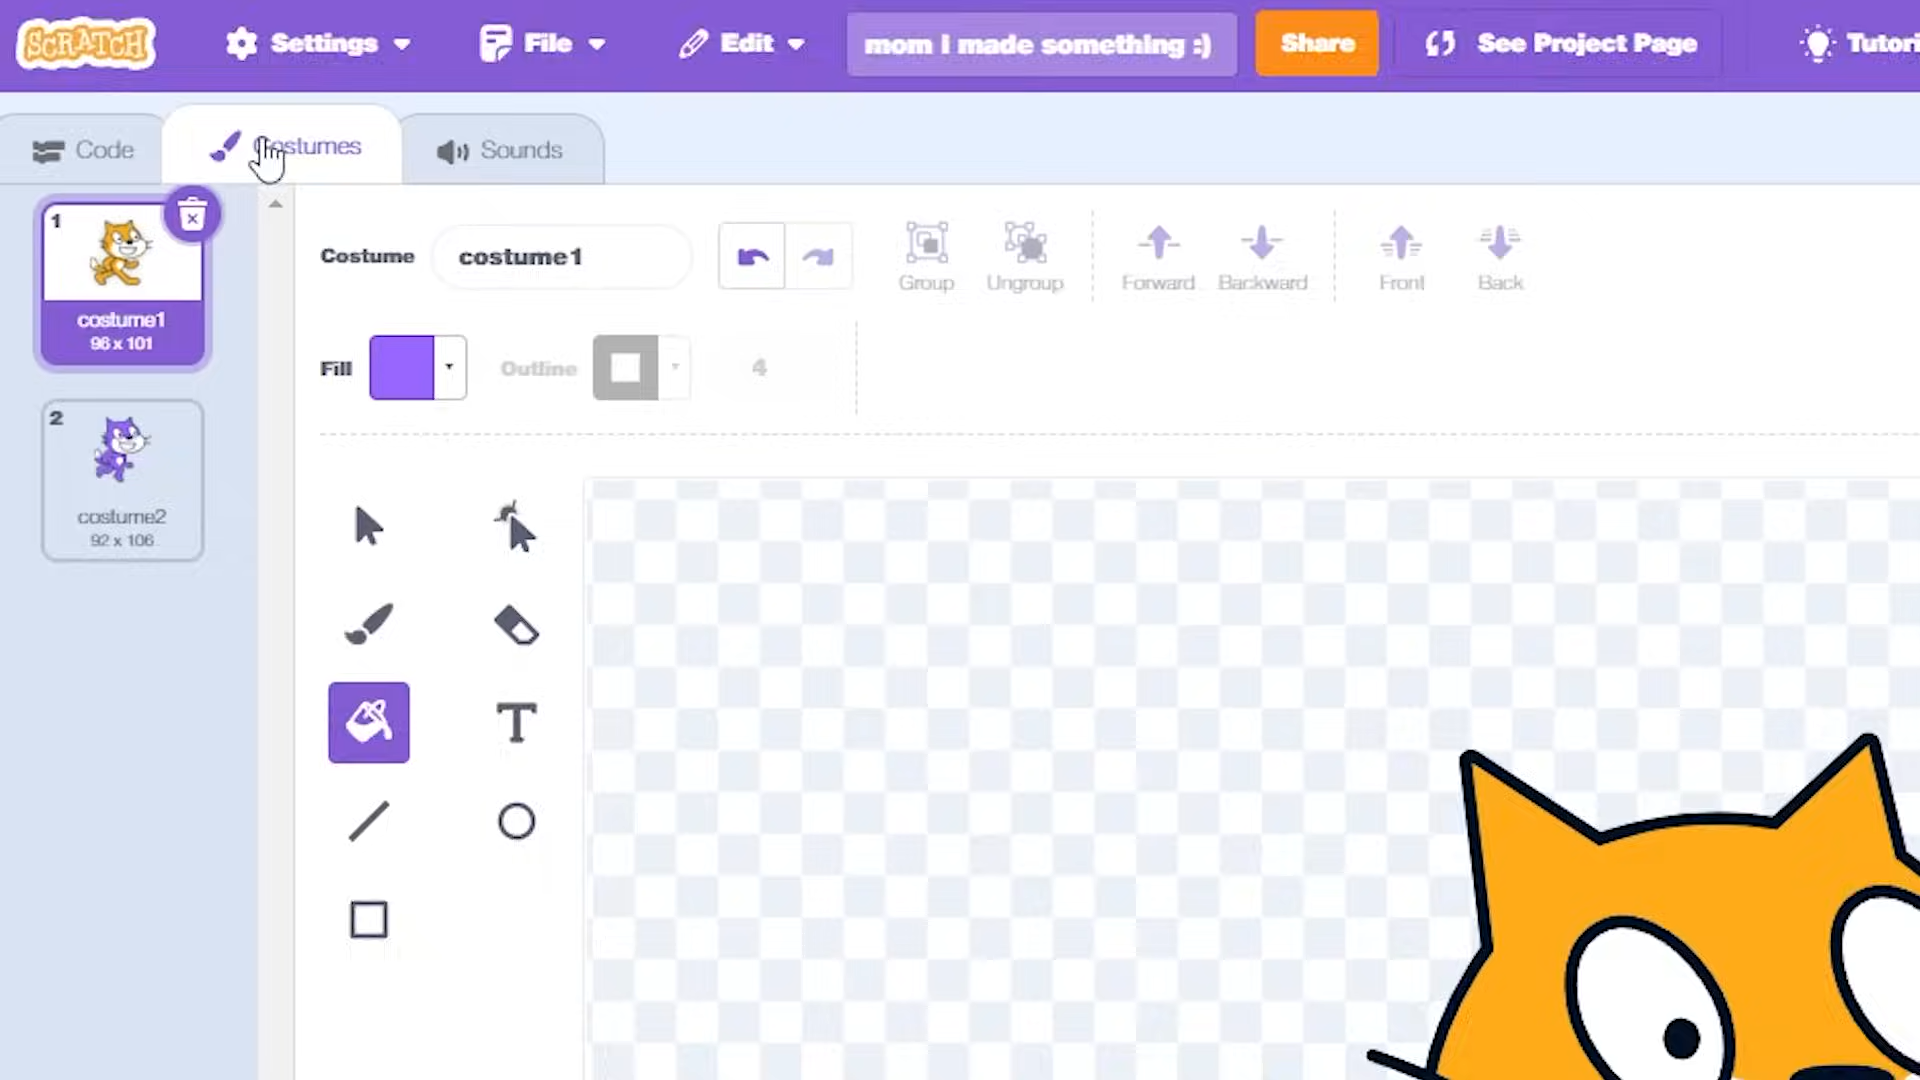 SCRATCH
Settings
File
Edit
mom i made something :)
Share
See Project Page
Tutori
Code
Costumes
Sounds
1
costume1
96 x 101
2
costume2
92 x 106
Costume
costume1
Group
Ungroup
Forward
Backward
Front
Back
Fill
Outline
4
T